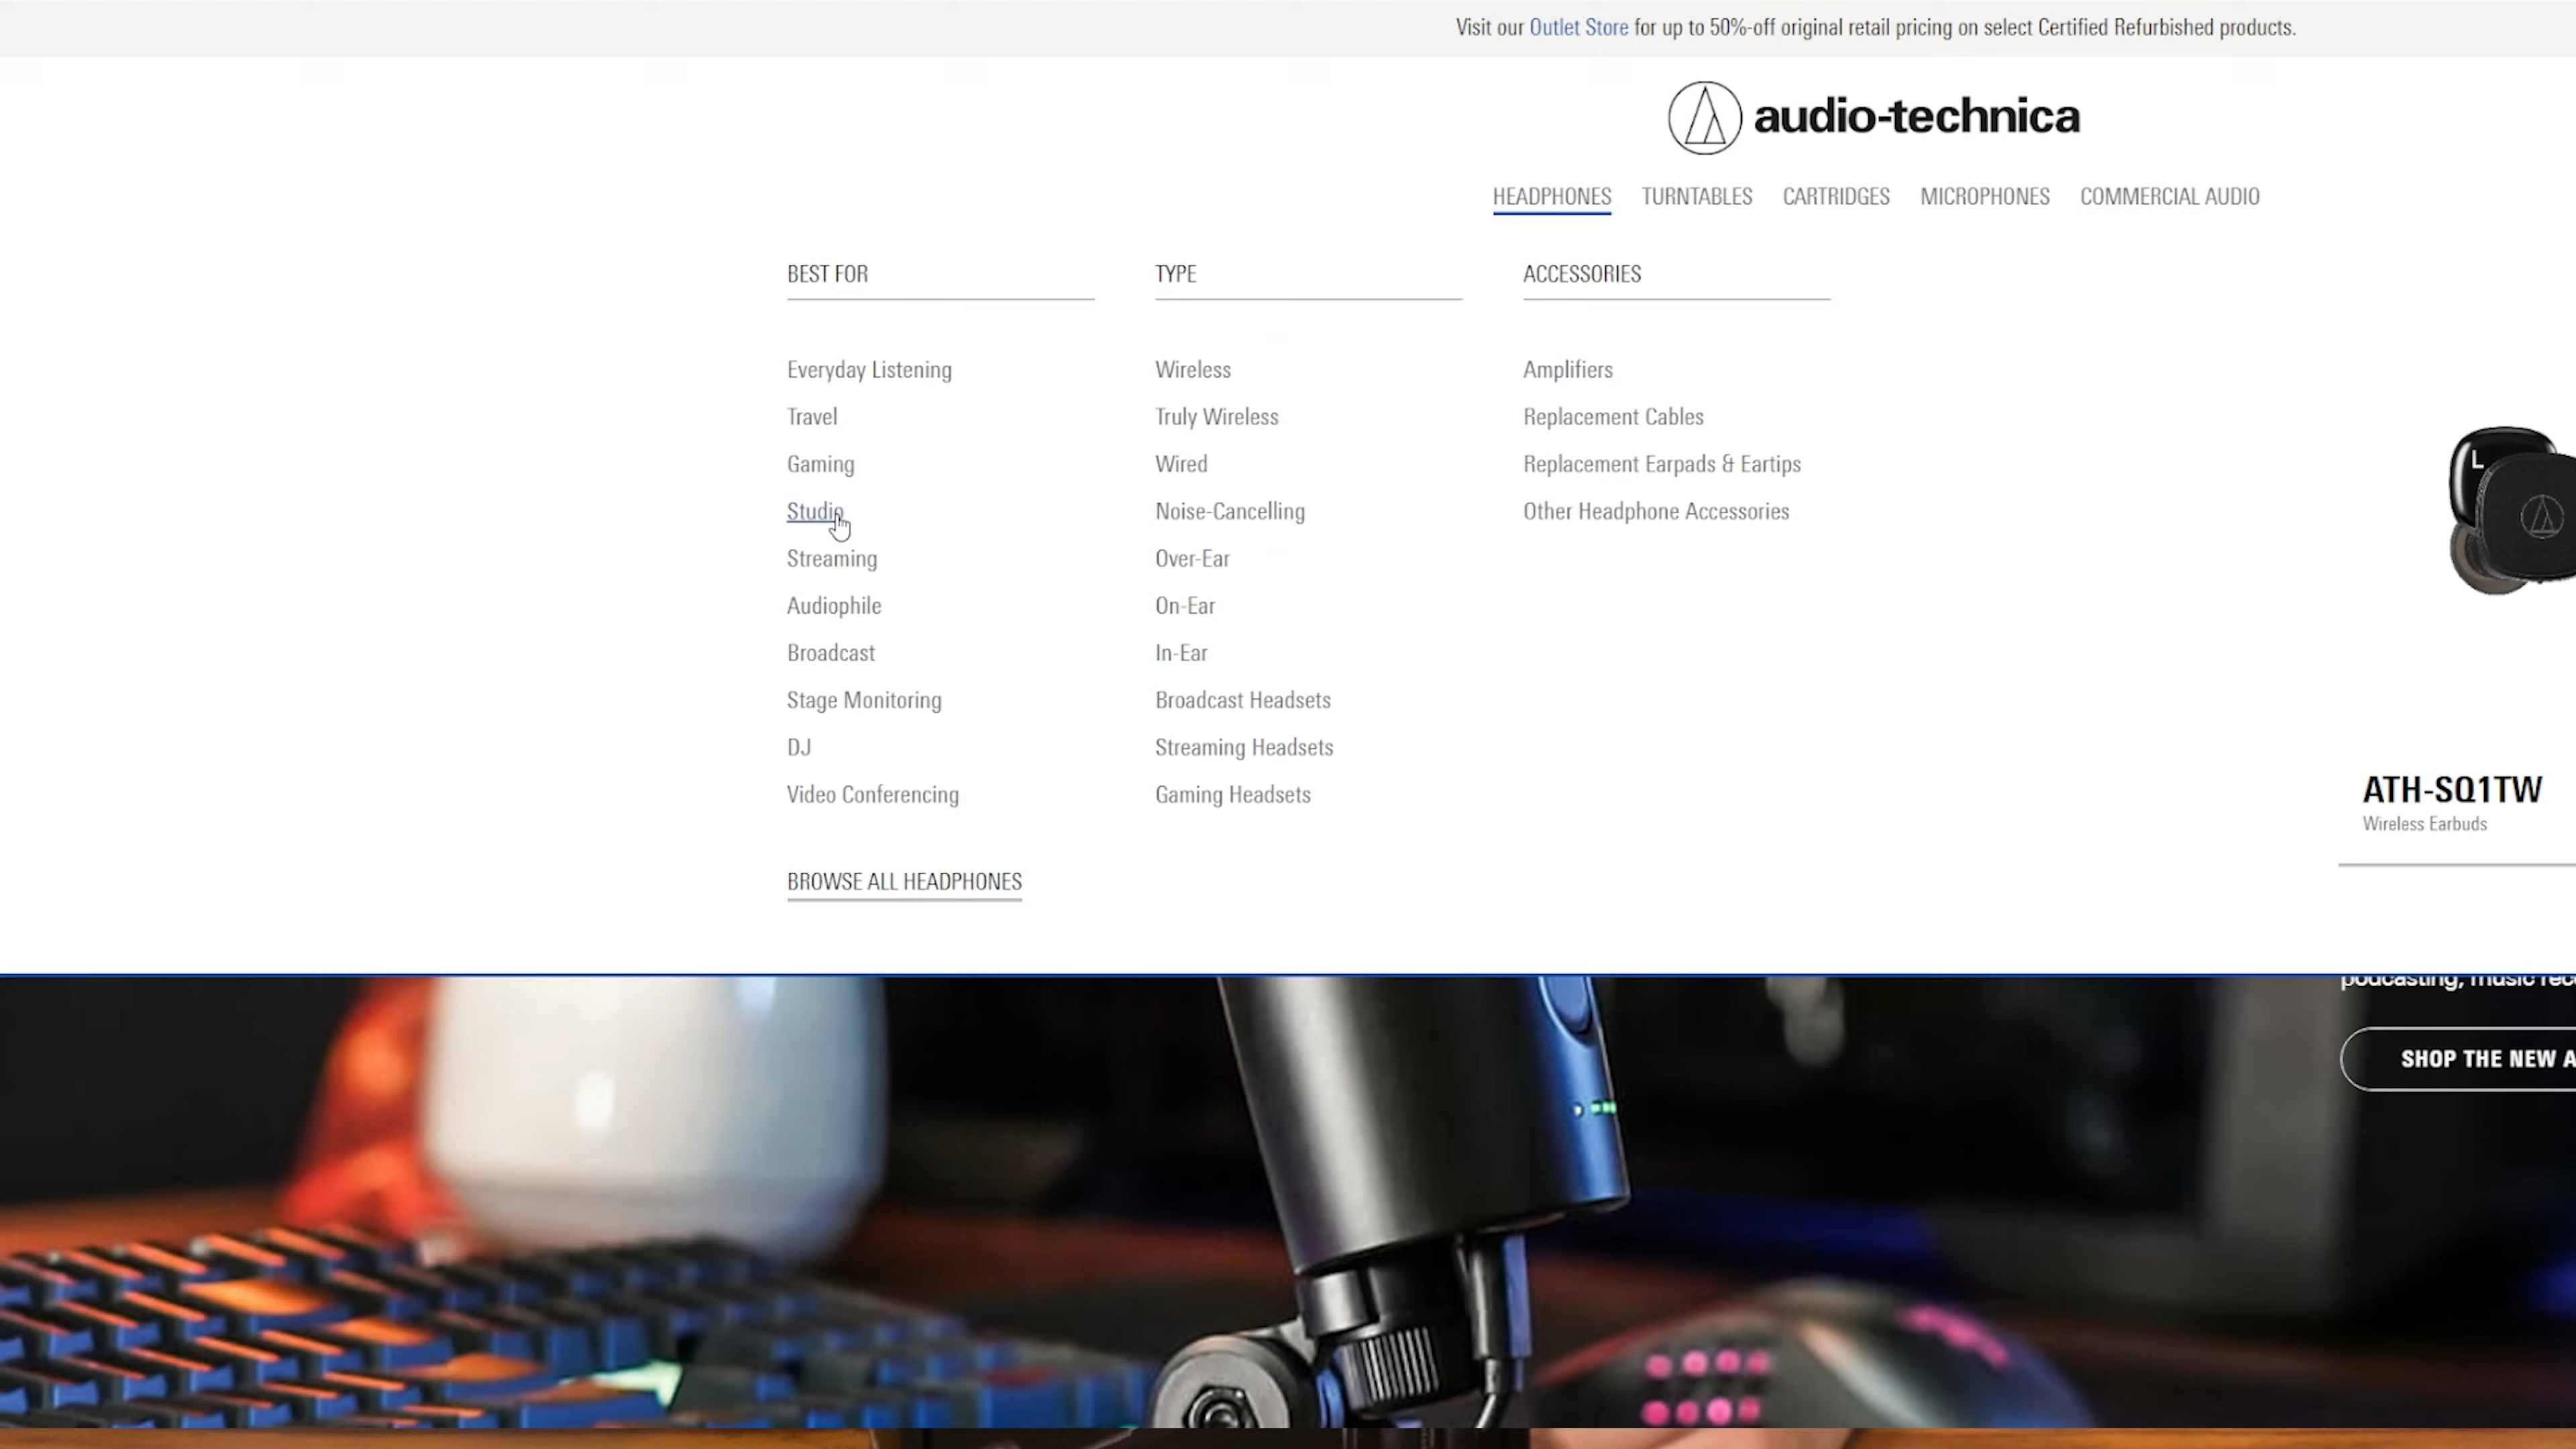 Visit our Outlet Store for up to 50%-off original retail pricing on select Certified Refurbished products.
audio-technica
HEADPHONES TURNTABLES CARTRIDGES MICROPHONES COMMERCIAL AUDIO
BEST FOR
Everyday Listening
Travel
Gaming
Studio
Streaming
Audiophile
Broadcast
Stage Monitoring
DJ
Video Conferencing
BROWSE ALL HEADPHONES
TYPE
Wireless
Truly Wireless
Wired
Noise-Cancelling
Over-Ear
On-Ear
In-Ear
Broadcast Headsets
Streaming Headsets
Gaming Headsets
ACCESSORIES
Amplifiers
Replacement Cables
Replacement Earpads & Eartips
Other Headphone Accessories
L
ATH-SQ1TW
Wireless Earbuds
podcasting, music
SHOP THE NEW